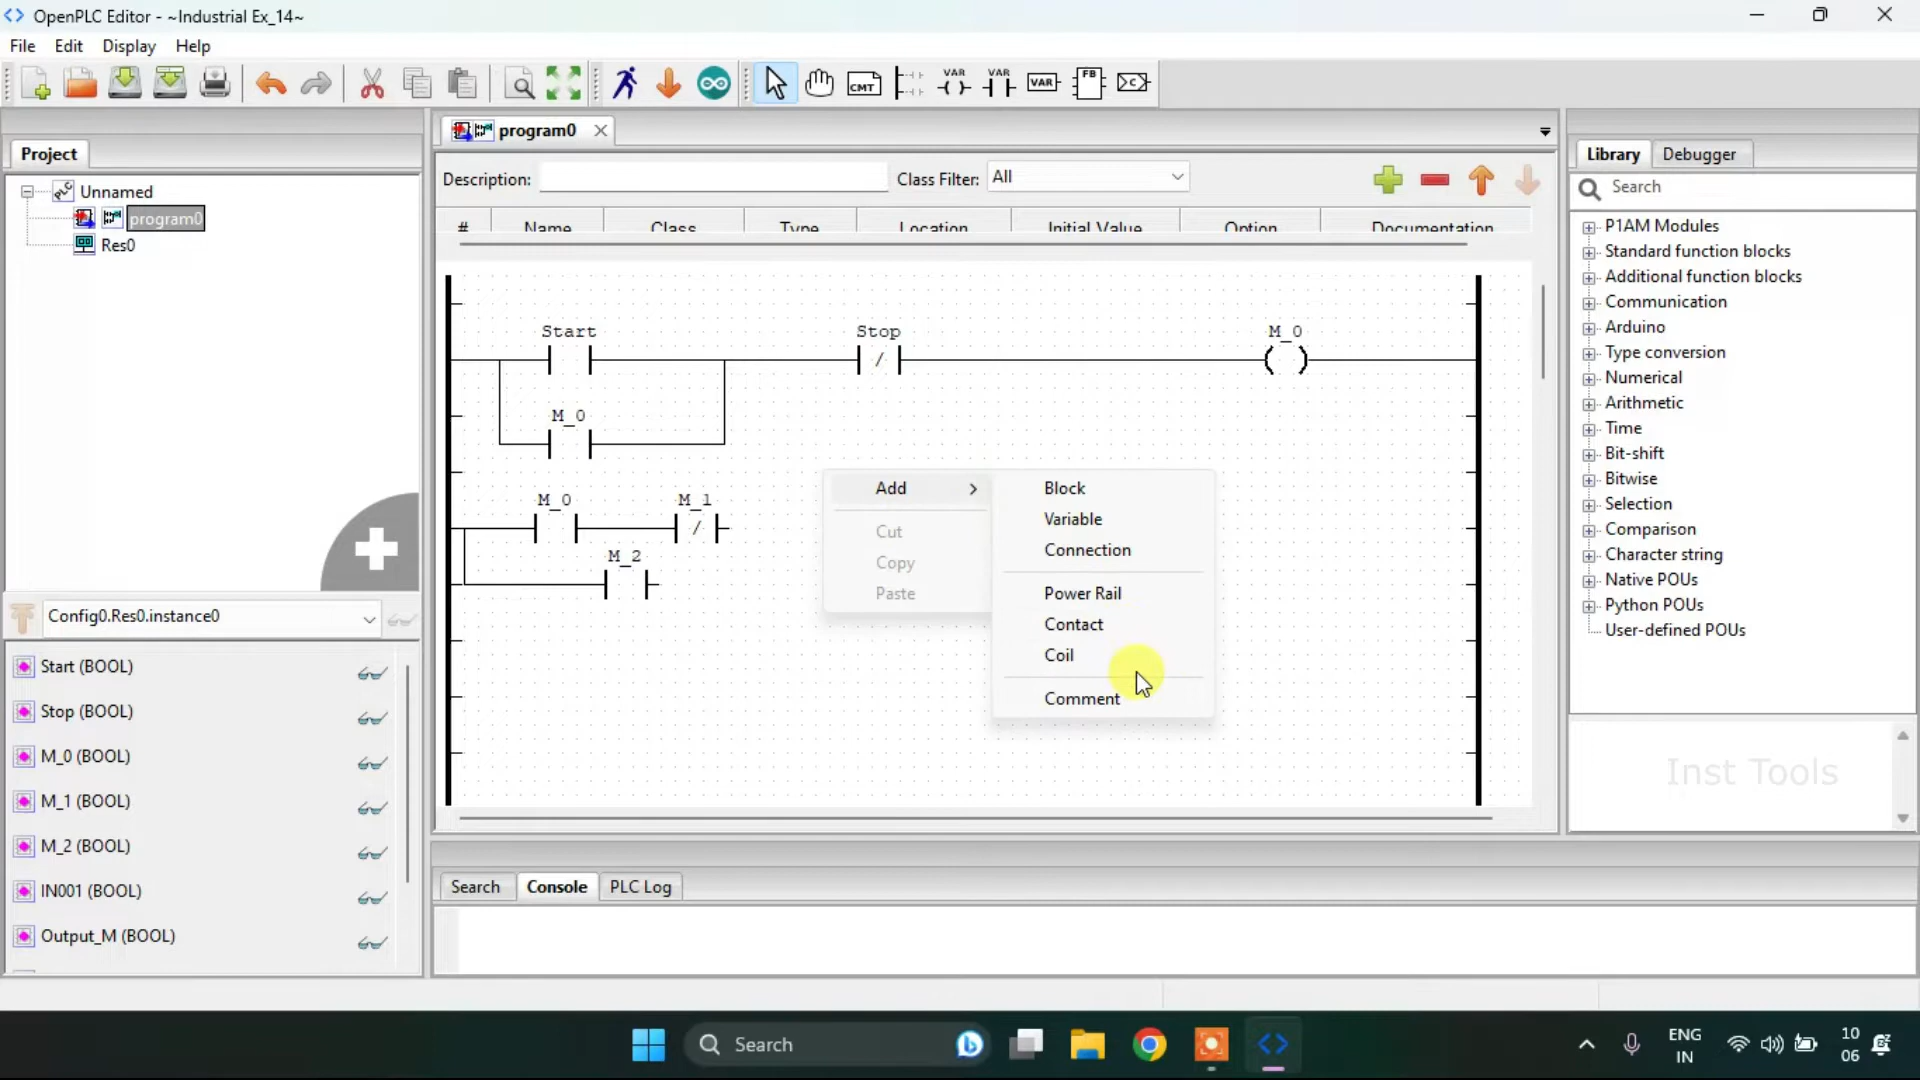 OpenPLC Editor - ~Industrial Ex_14~
File Edit Display Help
CMT VAR VAR VAR FB C
Project
Unnamed
program0
Res0
Config0.Res0.instance0
Start (BOOL)
Stop (BOOL)
M_0 (BOOL)
M_1 (BOOL)
M_2 (BOOL)
IN001 (BOOL)
Output_M (BOOL)
program0
Description: Class Filter: All
# Name Class Type Location Initial Value Option Documentation
Start Stop M_0
M_0
M_0 M_1
M_2
Add
Cut
Copy
Paste
Block
Variable
Connection
Power Rail
Contact
Coil
Comment
Search Console PLC Log
Library Debugger
Search
P1AM Modules
Standard function blocks
Additional function blocks
Communication
Arduino
Type conversion
Numerical
Arithmetic
Time
Bit-shift
Bitwise
Selection
Comparison
Character string
Native POUs
Python POUs
User-defined POUs
Inst Tools
Search
ENG
IN
10
06